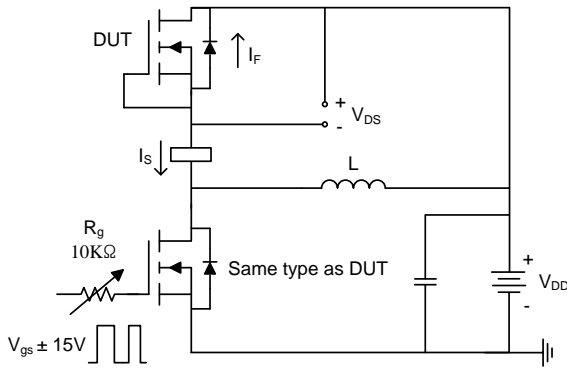 DUT
I_F
+
V_DS
-
I_S
L
R_g
10KΩ
Same type as DUT
+
V_DD
-
V_gs ± 15V